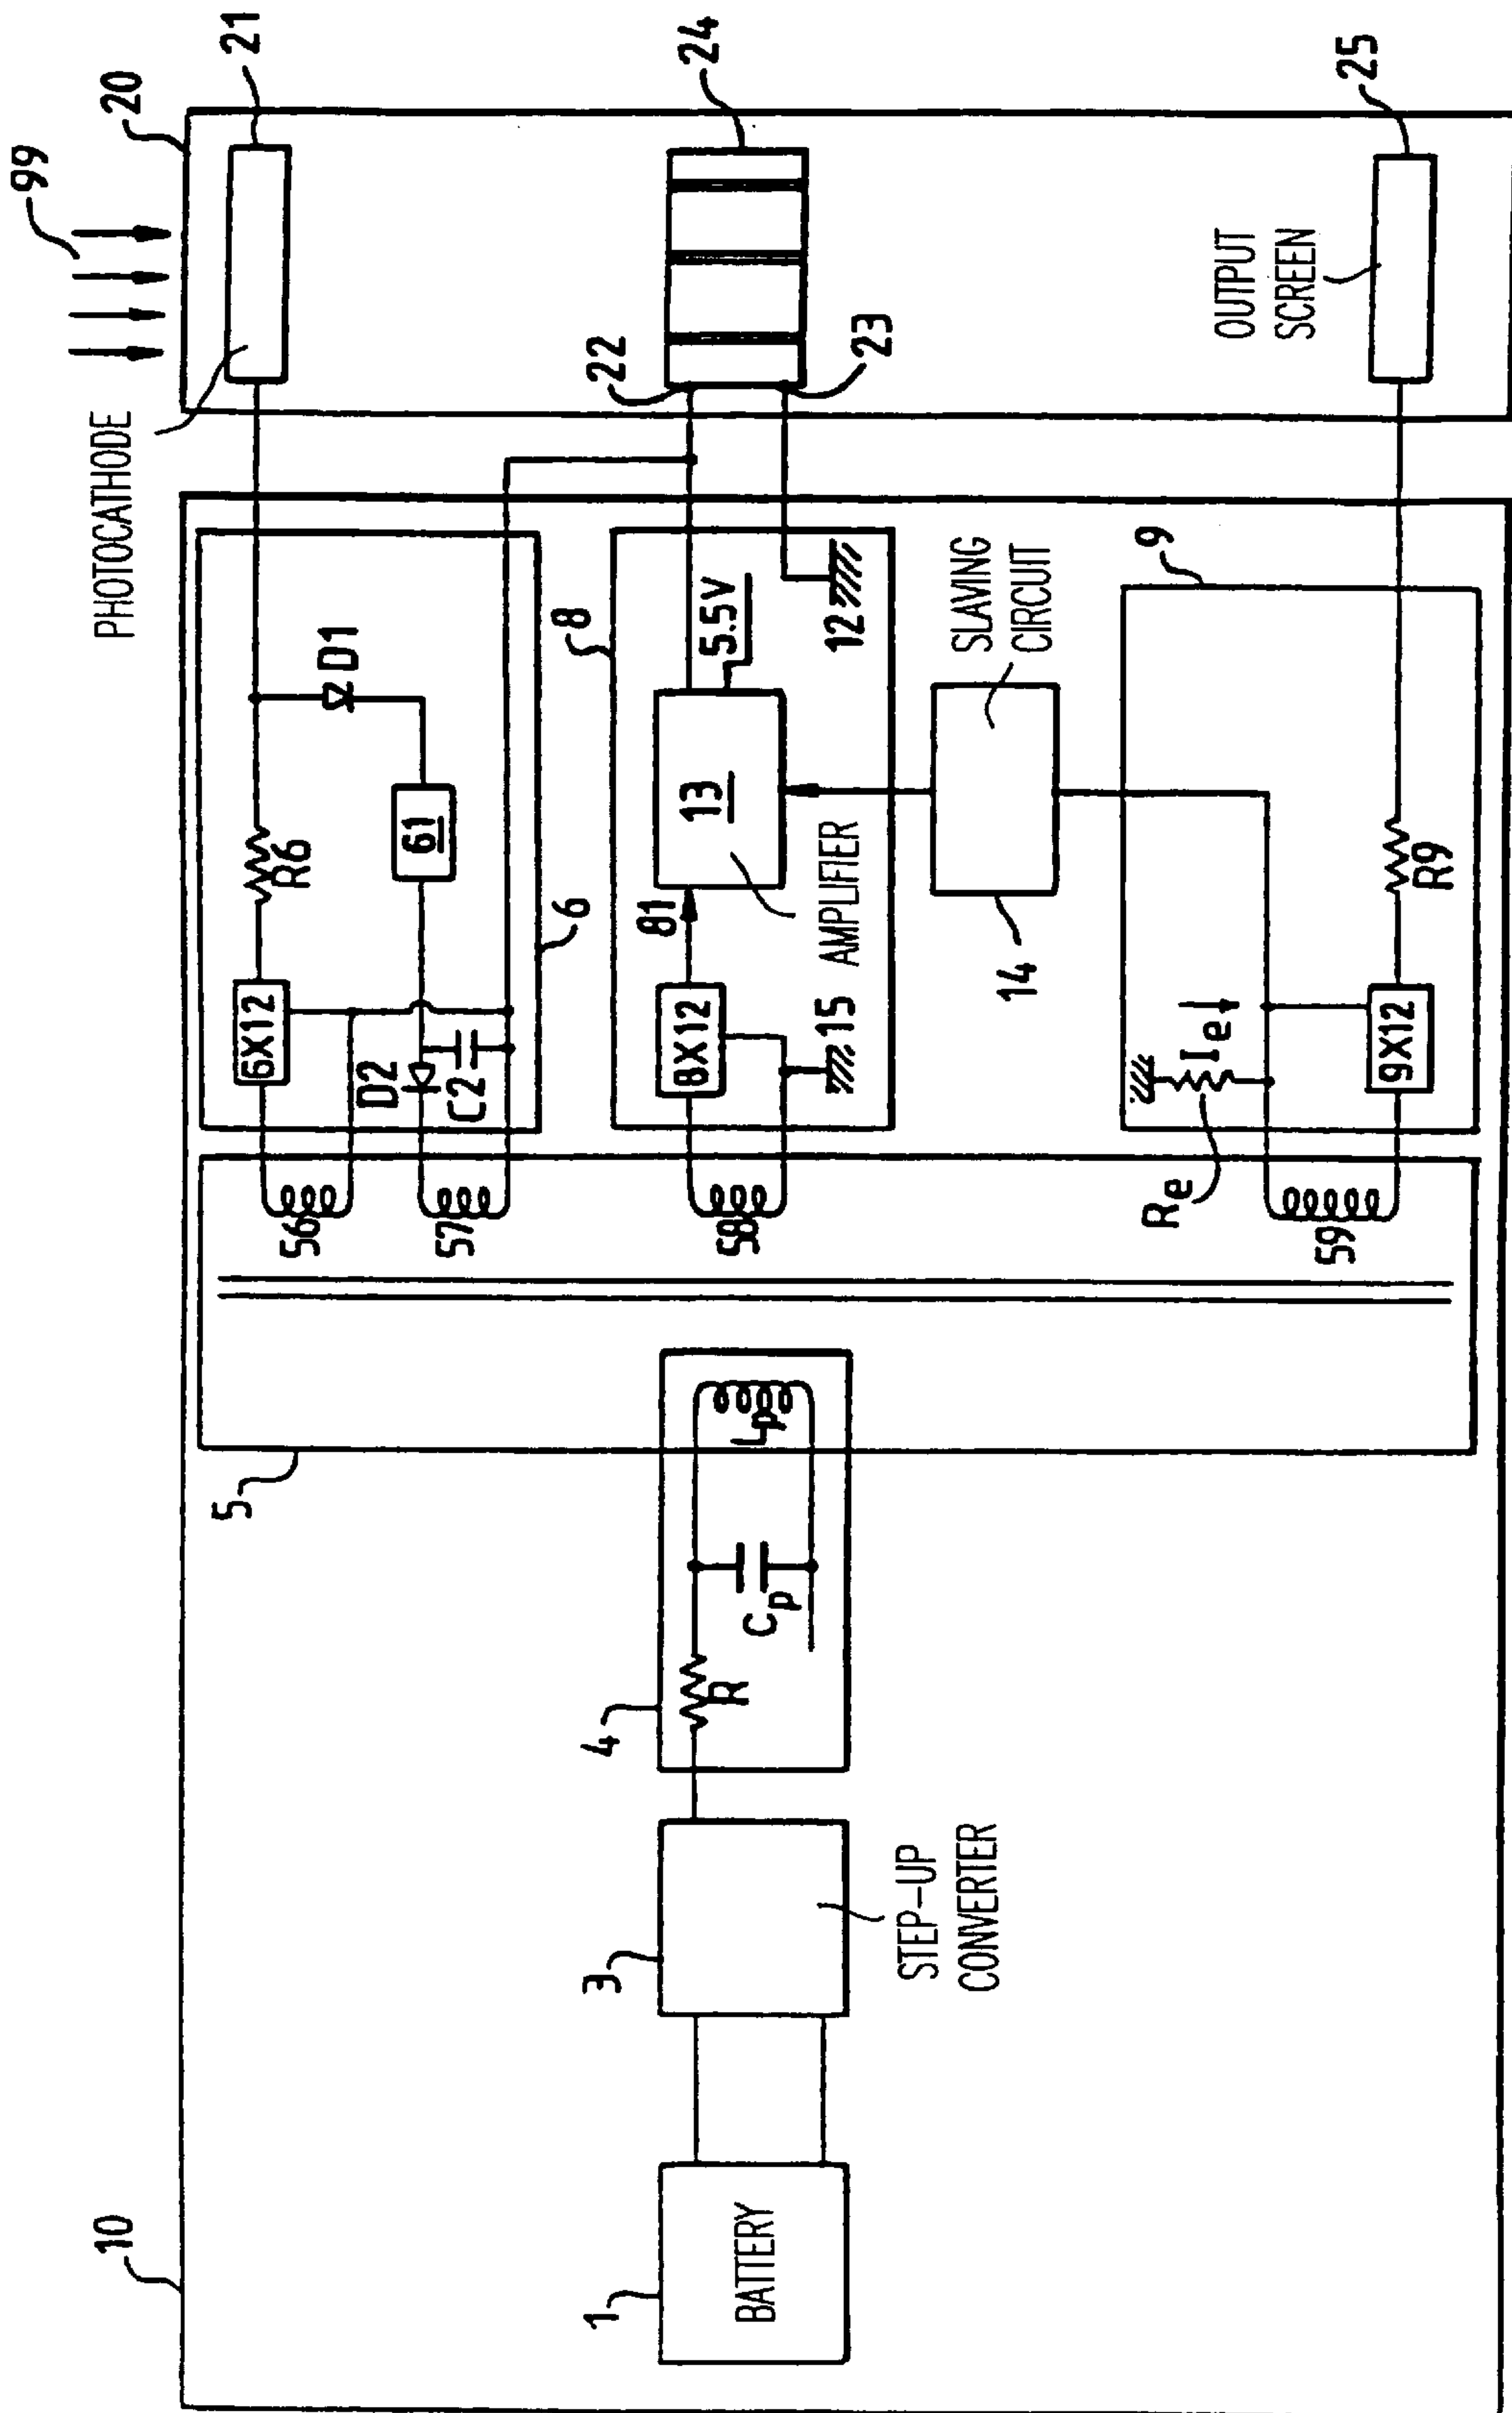 10
1
BATTERY
3
STEP-UP
CONVERTER
4
R
Cp
Lp
5
56
57
58
59
6X12
R6
D1
61
D2
C2
6
8
8X12
81
13
5.5V
AMPLIFIER
15
12
SLAVING
CIRCUIT
14
9
Re
Ie
9X12
R9
PHOTOCATHODE
99
20
21
22
23
24
OUTPUT
SCREEN
25